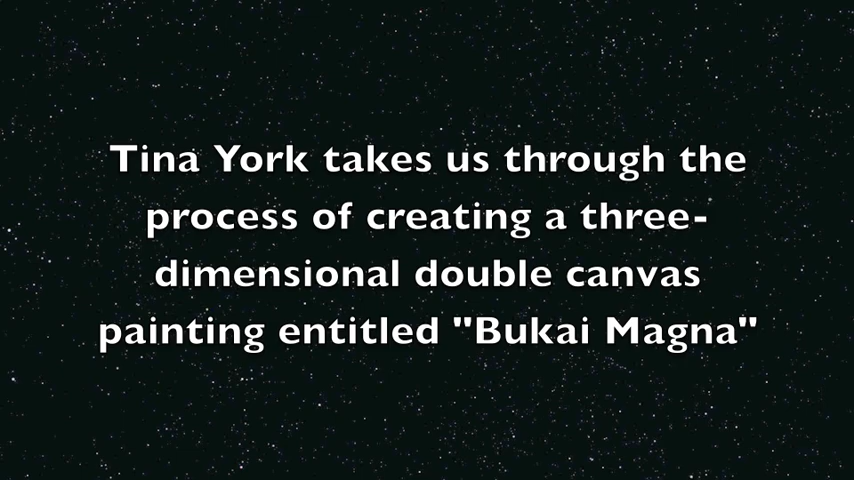 Tina York takes us through the
process of creating a three-
dimensional double canvas
painting entitled "Bukai Magna"